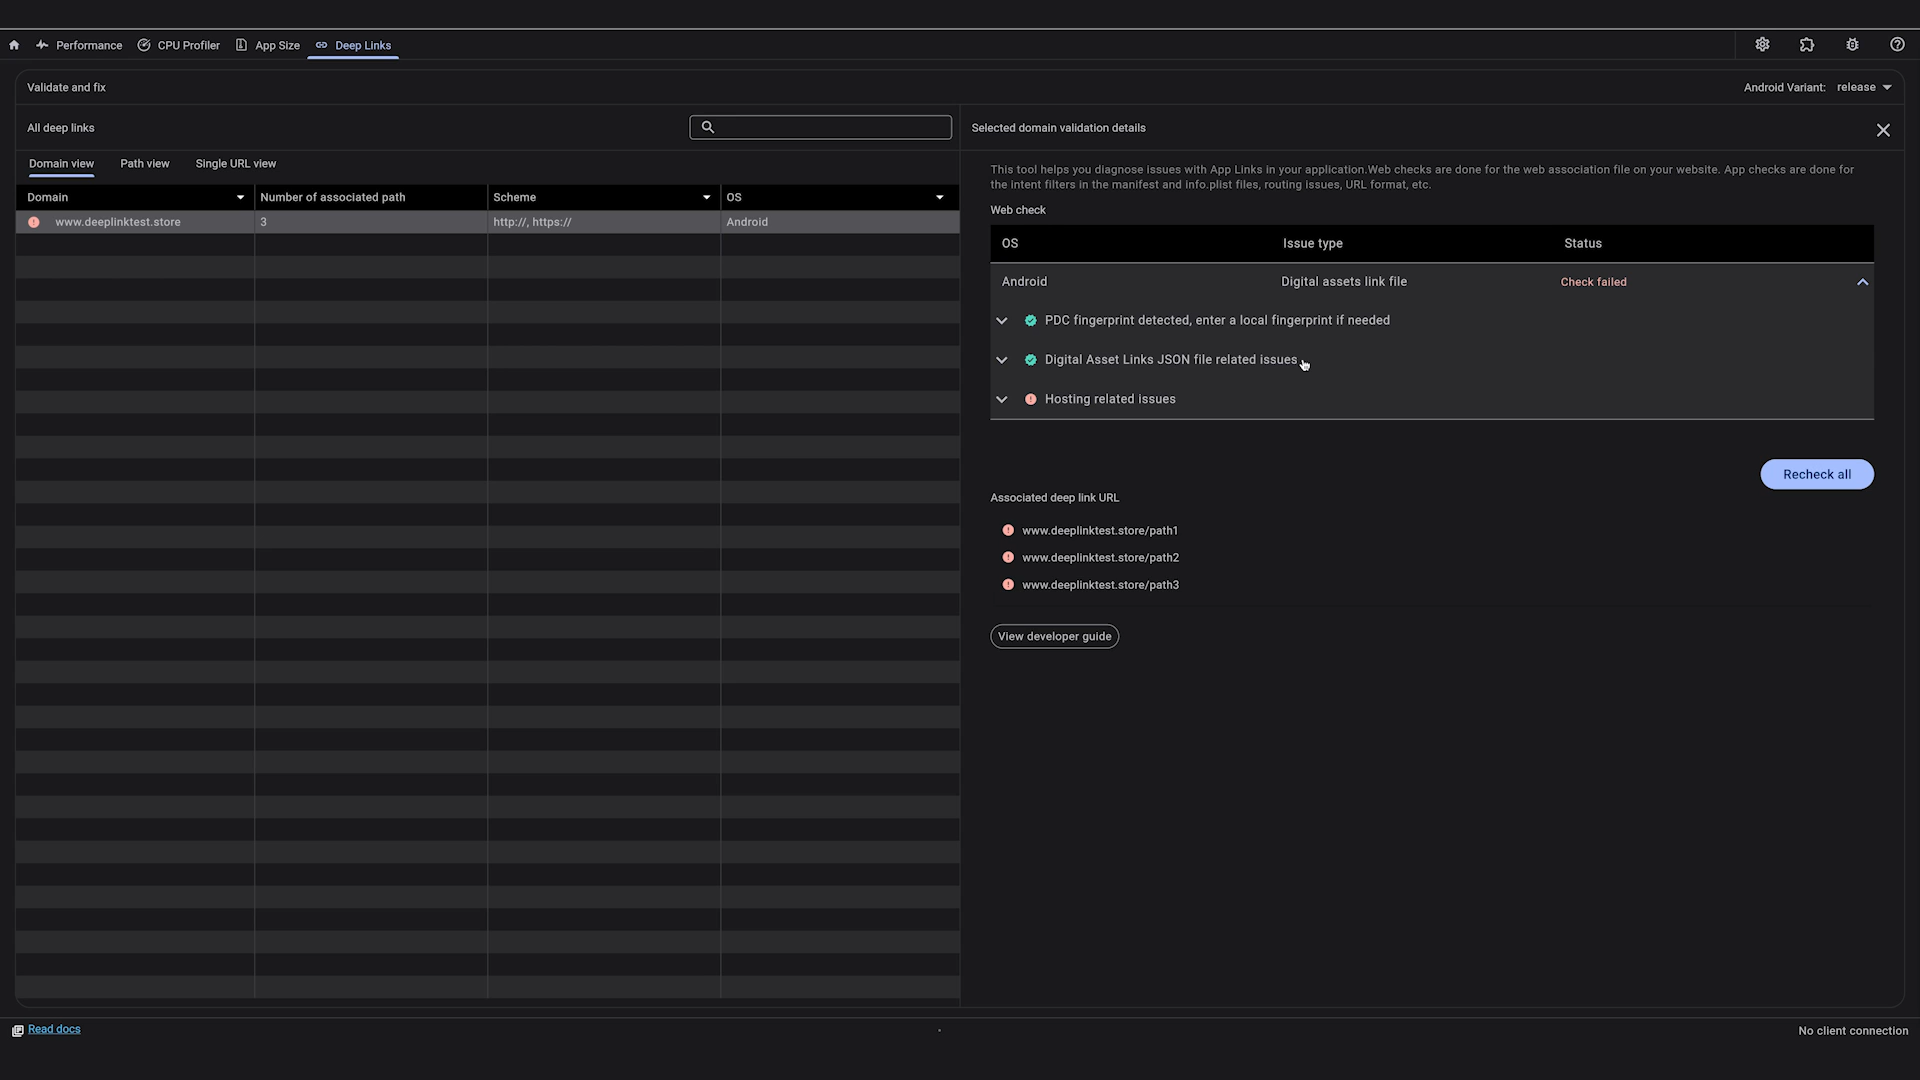 Performance
CPU Profiler
App Size
Deep Links
Validate and fix
Android Variant: release
All deep links
Domain view
Path view
Single URL view
Domain
Number of associated path
Scheme
OS
www.deeplinktest.store
3
http://, https://
Android
Selected domain validation details
This tool helps you diagnose issues with App Links in your application.Web checks are done for the web association file on your website. App checks are done for
the intent filters in the manifest and info.plist files, routing issues, URL format, etc.
Web check
OS
Issue type
Status
Android
Digital assets link file
Check failed
PDC fingerprint detected, enter a local fingerprint if needed
Digital Asset Links JSON file related issues
Hosting related issues
Recheck all
Associated deep link URL
www.deeplinktest.store/path1
www.deeplinktest.store/path2
www.deeplinktest.store/path3
View developer guide
Read docs
No client connection